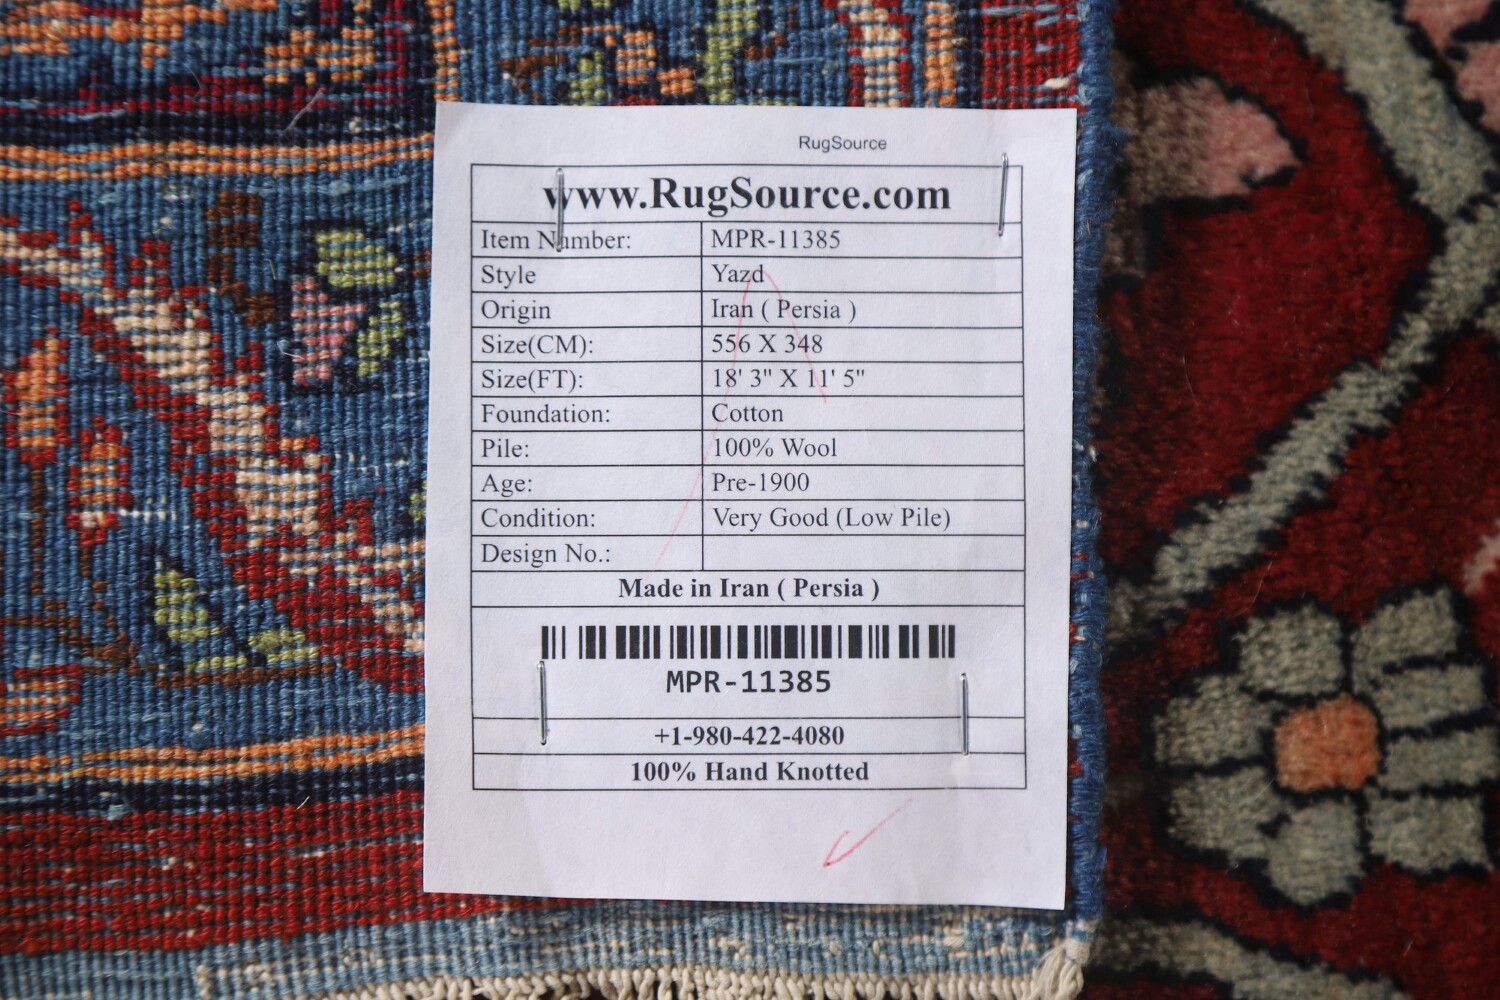 RugSource
www.RugSource.com
Item Number: MPR-11385
Style Yazd
Origin Iran ( Persia )
Size(CM): 556 X 348
Size(FT): 18' 3" X 11' 5"
Foundation: Cotton
Pile: 100% Wool
Age: Pre-1900
Condition: Very Good (Low Pile)
Design No.:
Made in Iran ( Persia )
MPR-11385
+1-980-422-4080
100% Hand Knotted